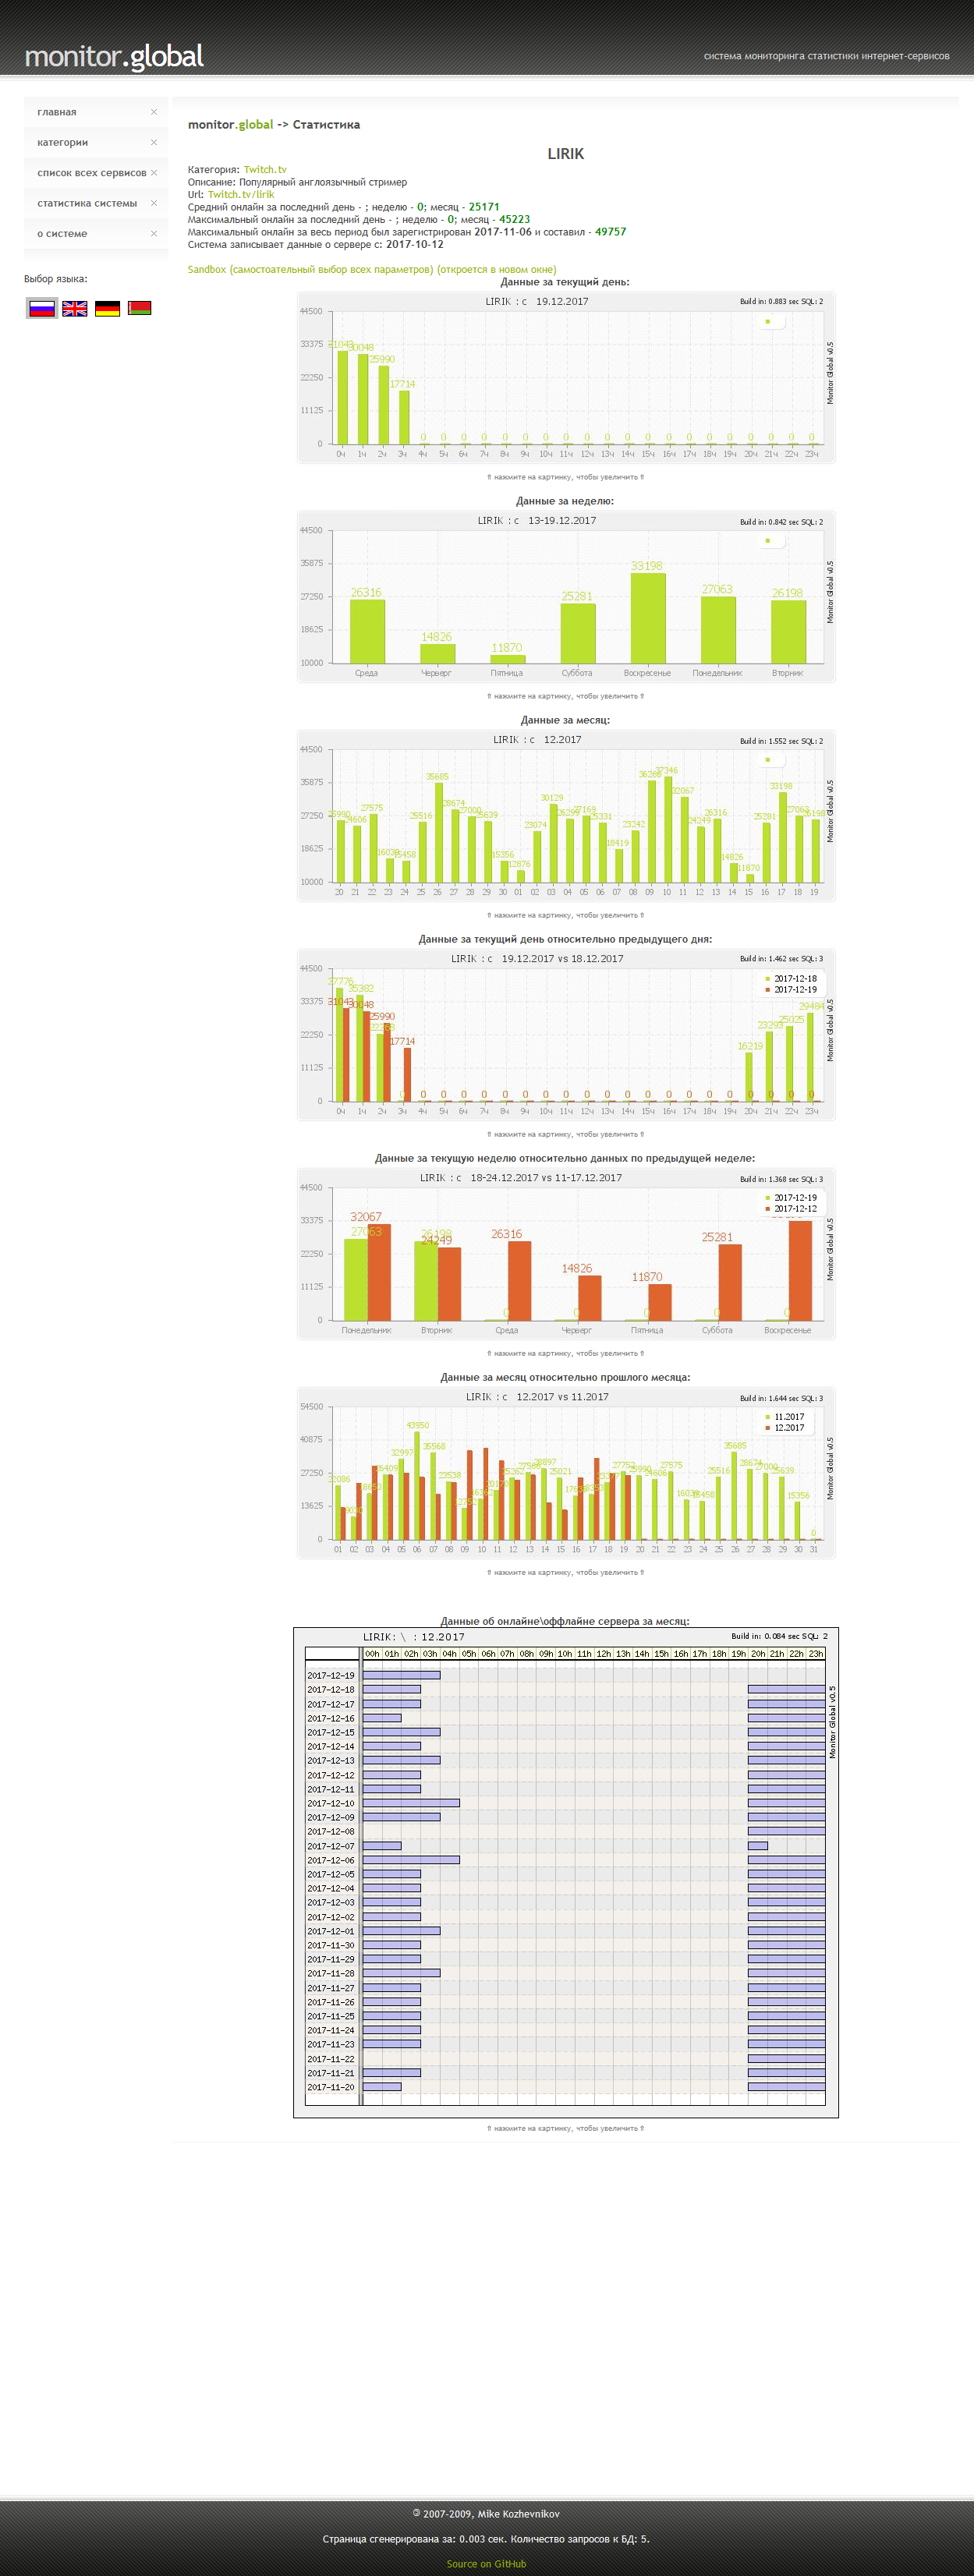 monitor.global
система мониторинга статистики интернет-сервисов
главная
категории
список всех сервисов
статистика системы
о системе
Выбор языка:
monitor.global -> Статистика
LIRIK
Категория: Twitch.tv
Описание: Популярный англоязычный стример
Url: Twitch.tv/lirik
Средний онлайн за последний день - ; неделю - 0; месяц - 25171
Максимальный онлайн за последний день - ; неделю - 0; месяц - 45223
Максимальный онлайн за весь период был зарегистрирован 2017-11-06 и составил - 49757
Система записывает данные о сервере с: 2017-10-12
Sandbox (самостоятельный выбор всех параметров) (откроется в новом окне)
Данные за текущий день:
LIRIK : с 19.12.2017
Build in: 0.883 sec SQL: 2
44500
33375
22250
11125
0
21043 30048 25990 17714 0 0 0 0 0 0 0 0 0 0 0 0 0 0 0 0 0 0 0 0
0ч 1ч 2ч 3ч 4ч 5ч 6ч 7ч 8ч 9ч 10ч 11ч 12ч 13ч 14ч 15ч 16ч 17ч 18ч 19ч 20ч 21ч 22ч 23ч
Monitor Global v0.5
⇑ нажмите на картинку, чтобы увеличить ⇑
Данные за неделю:
LIRIK : с 13-19.12.2017
Build in: 0.842 sec SQL: 2
44500
35875
27250
18625
10000
26316 14826 11870 25281 33198 27063 26198
Среда Червeрг Пятница Суббота Воскресенье Понедельник Вторник
Monitor Global v0.5
⇑ нажмите на картинку, чтобы увеличить ⇑
Данные за месяц:
LIRIK : с 12.2017
Build in: 1.552 sec SQL: 2
44500
35875
27250
18625
10000
25990 24606 27575 16039 15458 25516 35685 28674 27000 25639 15356 12876 23074 30129 26299 27169 25331 18419 23242 37346 32067 24249 26316 14826 11870 25281 33198 27063 26198
20 21 22 23 24 25 26 27 28 29 30 01 02 03 04 05 06 07 08 09 10 11 12 13 14 15 16 17 18 19
Monitor Global v0.5
⇑ нажмите на картинку, чтобы увеличить ⇑
Данные за текущий день относительно предыдущего дня:
LIRIK : с 19.12.2017 vs 18.12.2017
Build in: 1.462 sec SQL: 3
2017-12-18
2017-12-19
44500
33375
22250
11125
0
37776 35382 31043 30048 25990 17714 16219 23293 25025 29484
0ч 1ч 2ч 3ч 4ч 5ч 6ч 7ч 8ч 9ч 10ч 11ч 12ч 13ч 14ч 15ч 16ч 17ч 18ч 19ч 20ч 21ч 22ч 23ч
Monitor Global v0.5
⇑ нажмите на картинку, чтобы увеличить ⇑
Данные за текущую неделю относительно данных по предыдущей неделе:
LIRIK : с 18-24.12.2017 vs 11-17.12.2017
Build in: 1.368 sec SQL: 3
2017-12-19
2017-12-12
44500
33375
22250
11125
0
27063 32067 26198 24249 0 26316 0 14826 0 11870 0 25281 0
Понедельник Вторник Среда Червeрг Пятница Суббота Воскресенье
Monitor Global v0.5
⇑ нажмите на картинку, чтобы увеличить ⇑
Данные за месяц относительно прошлого месяца:
LIRIK : с 12.2017 vs 11.2017
Build in: 1.644 sec SQL: 3
11.2017
12.2017
54500
40875
27250
13625
0
43950 35568 23538 28897 25021 27752 25990 24606 27575 16039 15458 25516 35685 28674 27000 25639 15356 0
01 02 03 04 05 06 07 08 09 10 11 12 13 14 15 16 17 18 19 20 21 22 23 24 25 26 27 28 29 30 31
Monitor Global v0.5
⇑ нажмите на картинку, чтобы увеличить ⇑
Данные об онлайне\оффлайне сервера за месяц:
LIRIK: \ : 12.2017
Build in: 0.084 sec SQL: 2
00h 01h 02h 03h 04h 05h 06h 07h 08h 09h 10h 11h 12h 13h 14h 15h 16h 17h 18h 19h 20h 21h 22h 23h
2017-12-19
2017-12-18
2017-12-17
2017-12-16
2017-12-15
2017-12-14
2017-12-13
2017-12-12
2017-12-11
2017-12-10
2017-12-09
2017-12-08
2017-12-07
2017-12-06
2017-12-05
2017-12-04
2017-12-03
2017-12-02
2017-12-01
2017-11-30
2017-11-29
2017-11-28
2017-11-27
2017-11-26
2017-11-25
2017-11-24
2017-11-23
2017-11-22
2017-11-21
2017-11-20
Monitor Global v0.5
⇑ нажмите на картинку, чтобы увеличить ⇑
© 2007-2009, Mike Kozhevnikov
Страница сгенерирована за: 0.003 сек. Количество запросов к БД: 5.
Source on GitHub